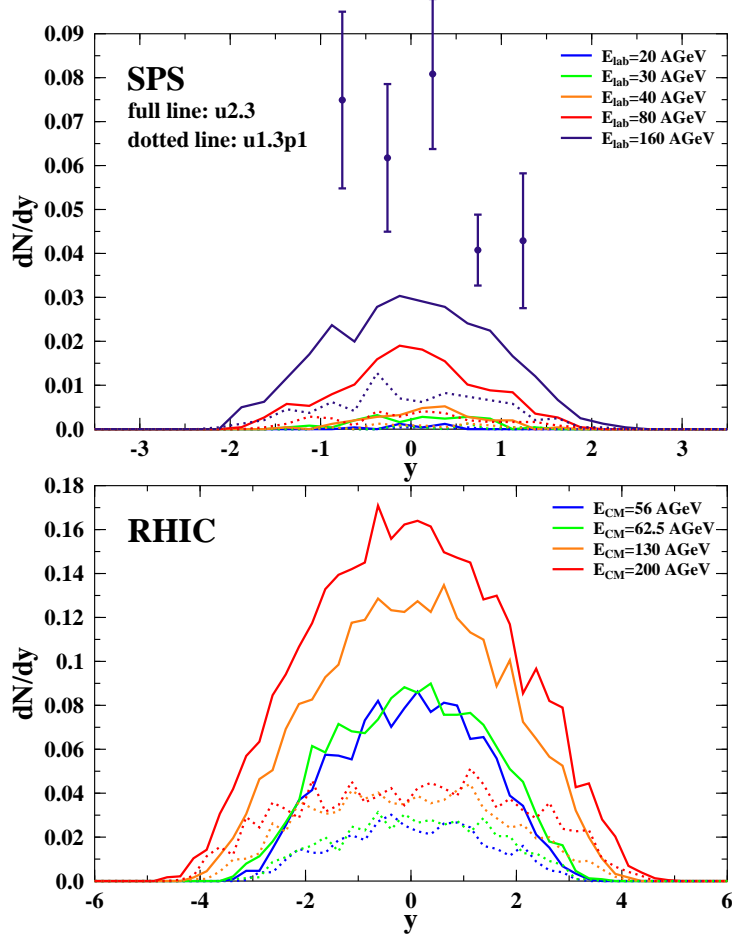 0.09
0.08
0.07
0.06
0.05
0.04
0.03
0.02
0.01
0.0
dN/dy
SPS
full line: u2.3
dotted line: u1.3p1
E_lab=20 AGeV
E_lab=30 AGeV
E_lab=40 AGeV
E_lab=80 AGeV
E_lab=160 AGeV
-3 -2 -1 0 1 2 3
y
0.18
0.16
0.14
0.12
0.1
0.08
0.06
0.04
0.02
0.0
dN/dy
RHIC
E_CM=56 AGeV
E_CM=62.5 AGeV
E_CM=130 AGeV
E_CM=200 AGeV
-6 -4 -2 0 2 4 6
y